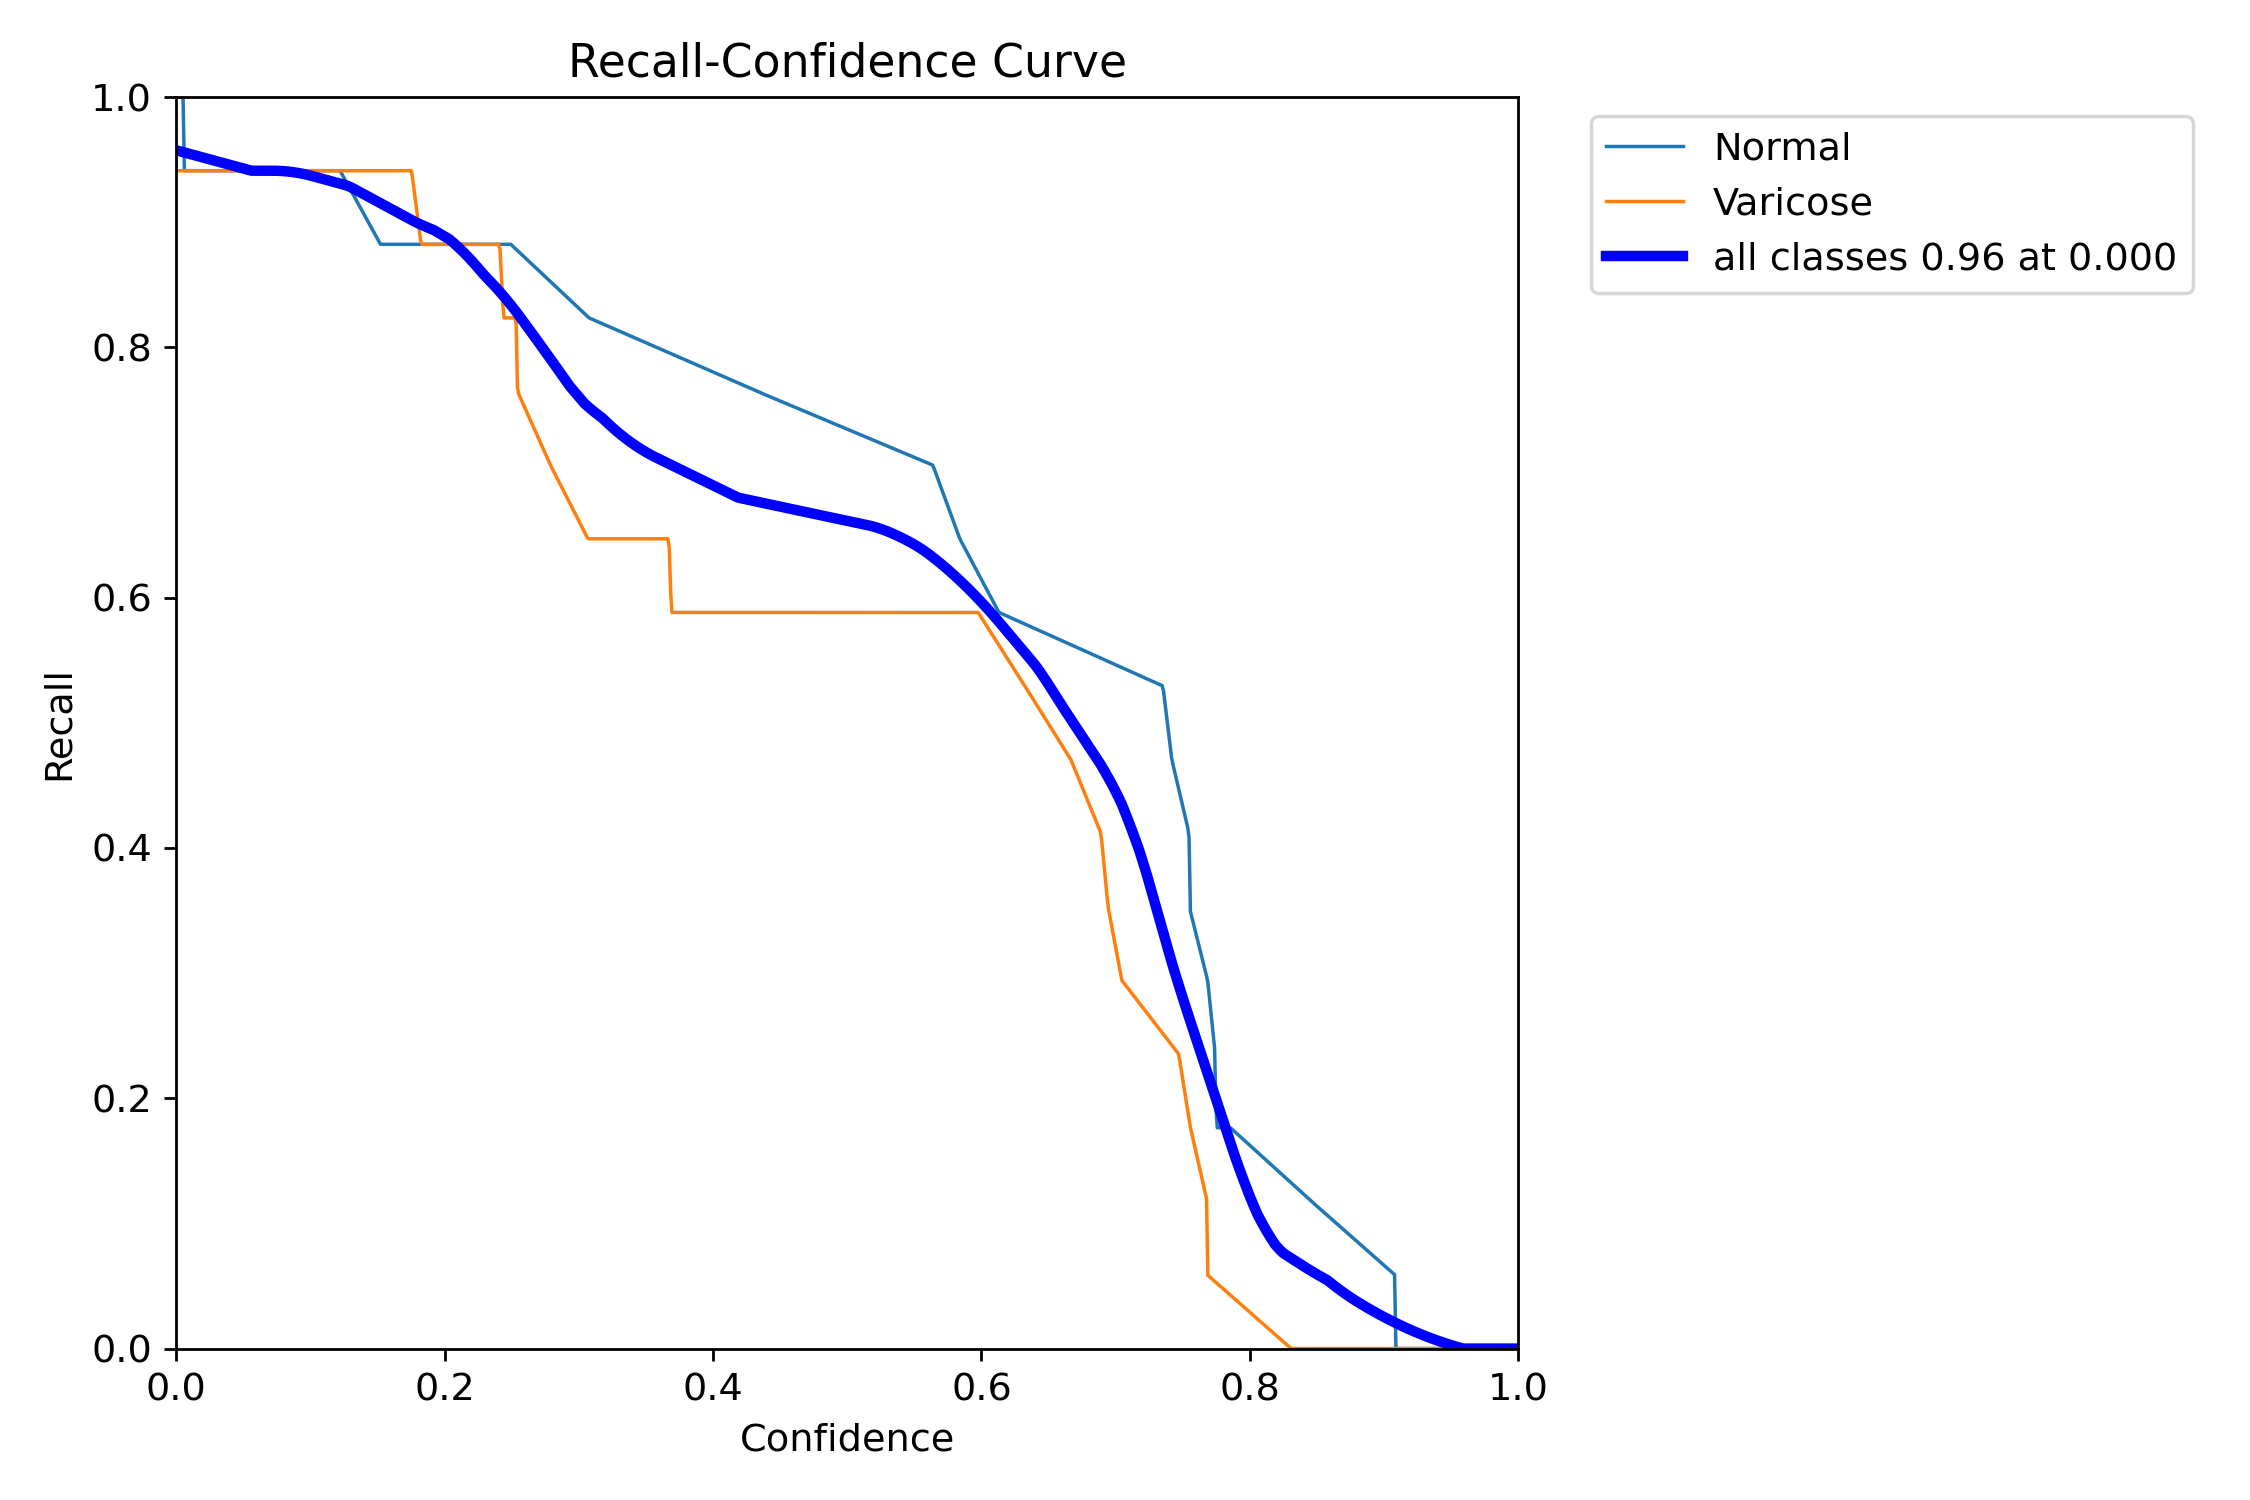 Recall-Confidence Curve
1.0
0.8
0.6
0.4
0.2
0.0
Recall
0.0 0.2 0.4 0.6 0.8 1.0
Confidence
Normal
Varicose
all classes 0.96 at 0.000